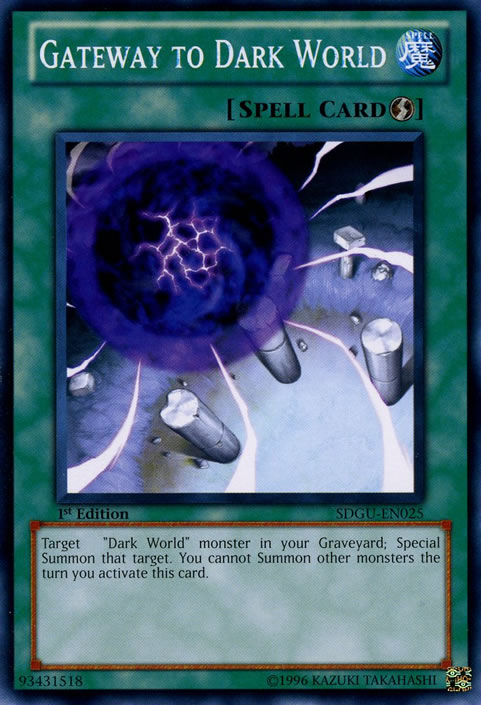 GATEWAY TO DARK WORLD
SPELL
魔
[SPELL CARD]
1st Edition
SDGU-EN025
Target "Dark World" monster in your Graveyard; Special
Summon that target. You cannot Summon other monsters the
turn you activate this card.
93431518
©1996 KAZUKI TAKAHASHI